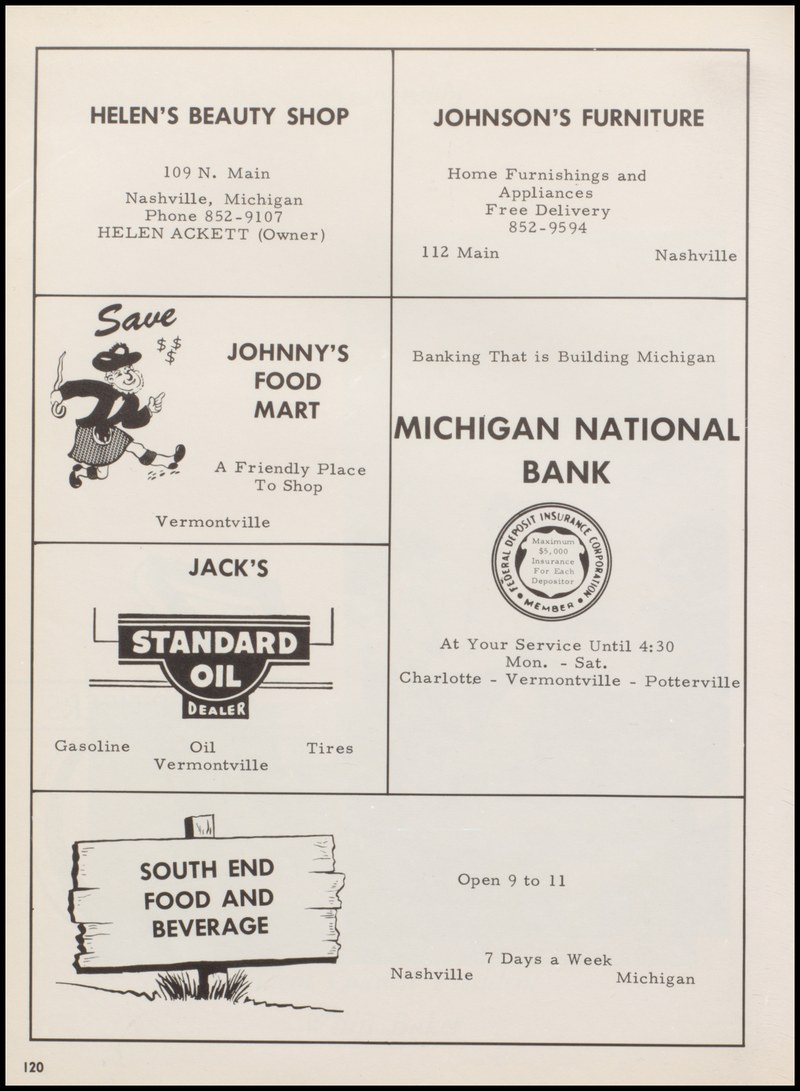 HELEN'S BEAUTY SHOP
109 N. Main
Nashville, Michigan
Phone 852-9107
HELEN ACKETT (Owner)
JOHNSON'S FURNITURE
Home Furnishings and
Appliances
Free Delivery
852-9594
112 Main Nashville
Save
$ $
$
JOHNNY'S
FOOD
MART
A Friendly Place
To Shop
Vermontville
Banking That is Building Michigan
MICHIGAN NATIONAL
BANK
FEDERAL DEPOSIT INSURANCE CORPORATION
Maximum
$5,000
Insurance
For Each
Depositor
• MEMBER •
At Your Service Until 4:30
Mon. - Sat.
Charlotte - Vermontville - Potterville
JACK'S
STANDARD
OIL
DEALER
Gasoline Oil Tires
Vermontville
SOUTH END
FOOD AND
BEVERAGE
Open 9 to 11
7 Days a Week
Nashville Michigan
120